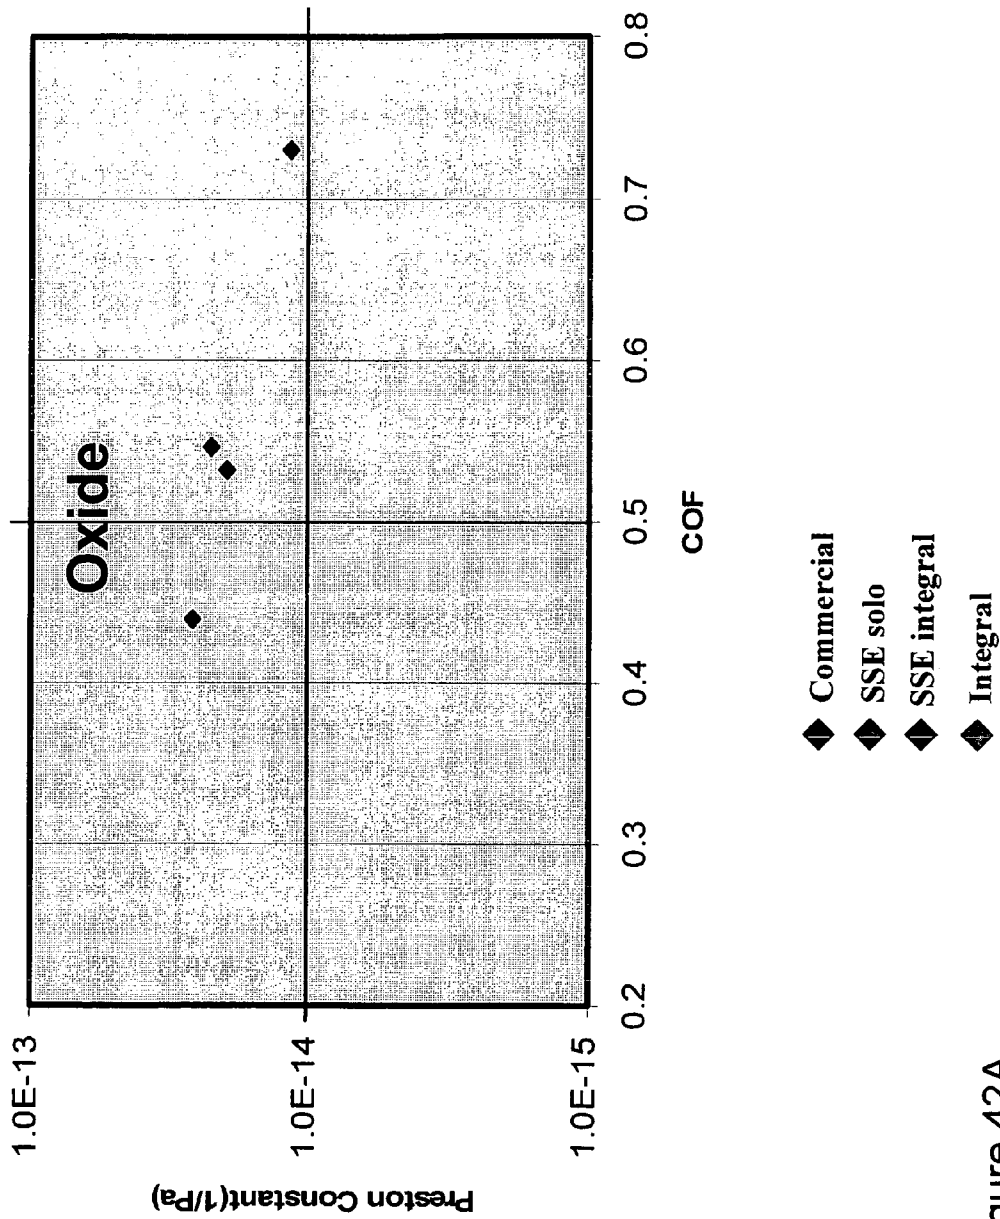 Oxide
Preston Constant (1/Pa)
1.0E-13
1.0E-14
1.0E-15
0.2
0.3
0.4
0.5
0.6
0.7
0.8
COF
Commercial
SSE solo
SSE integral
Integral
42A